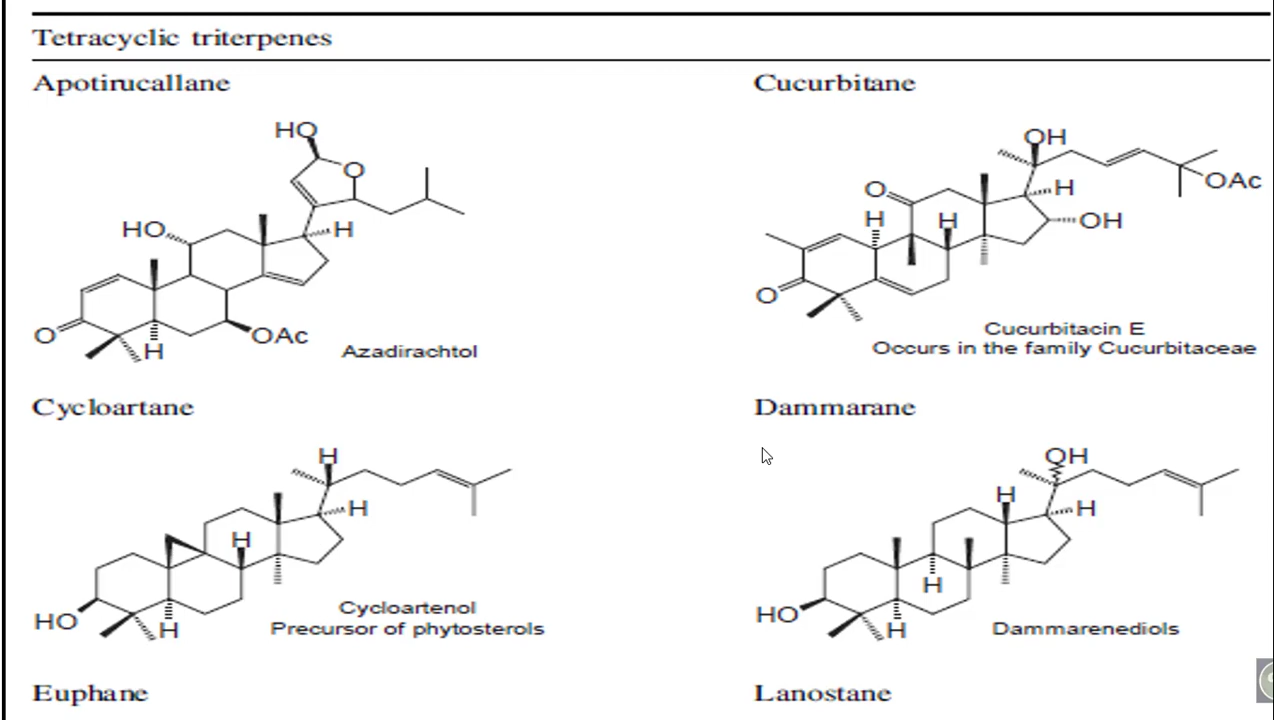 Tetracyclic triterpenes
Apotirucallane
Cucurbitane
HO
O
HO
H
O
OAc
H
Azadirachtol
OH
OAc
H
O
H
H
OH
O
Cucurbitacin E
Occurs in the family Cucurbitaceae
Cycloartane
Dammarane
H
H
H
HO
H
Cycloartenol
Precursor of phytosterols
OH
H
H
H
HO
H
Dammarenediols
Euphane
Lanostane